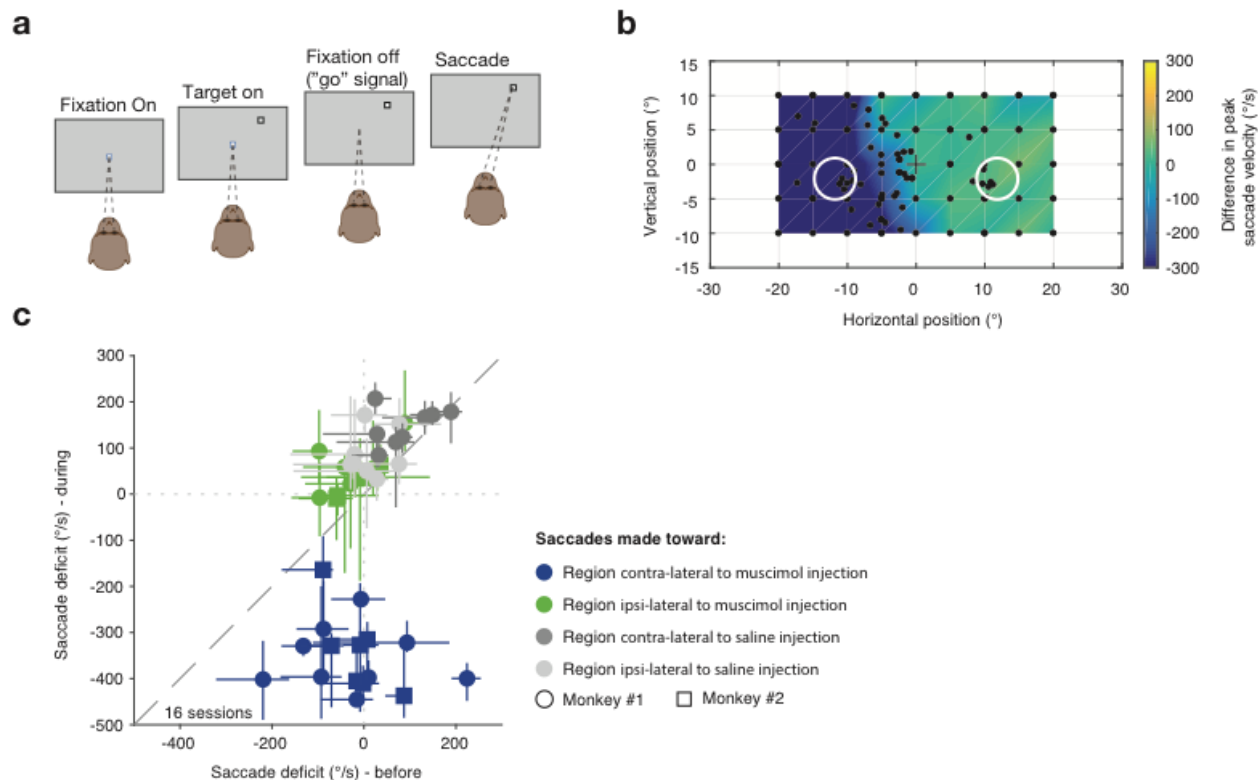 a
Fixation On
Target on
Fixation off
("go" signal)
Saccade
b
15
10
5
0
-5
-10
-15
-30
-20
-10
0
10
20
30
Vertical position (°)
Horizontal position (°)
300
200
100
0
-100
-200
-300
Difference in peak
saccade velocity (°/s)
c
300
200
100
0
-100
-200
-300
-400
-500
Saccade deficit (°/s) - during
16 sessions
-400
-200
0
200
Saccade deficit (°/s) - before
Saccades made toward:
Region contra-lateral to muscimol injection
Region ipsi-lateral to muscimol injection
Region contra-lateral to saline injection
Region ipsi-lateral to saline injection
Monkey #1
Monkey #2